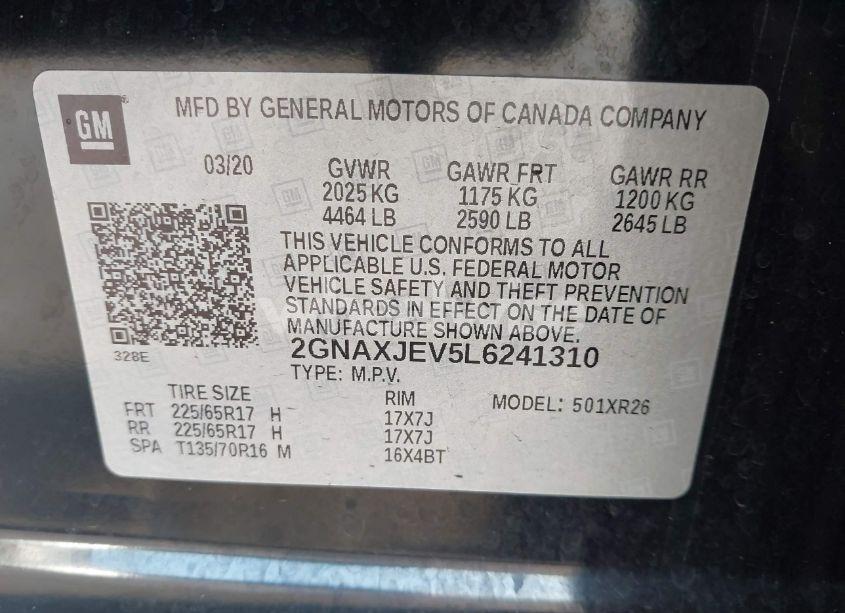 GM
MFD BY GENERAL MOTORS OF CANADA COMPANY
03/20
GVWR GAWR FRT GAWR RR
2025 KG 1175 KG 1200 KG
4464 LB 2590 LB 2645 LB
THIS VEHICLE CONFORMS TO ALL
APPLICABLE U.S. FEDERAL MOTOR
VEHICLE SAFETY AND THEFT PREVENTION
STANDARDS IN EFFECT ON THE DATE OF
MANUFACTURE SHOWN ABOVE.
328E
2GNAXJEV5L6241310
TYPE: M.P.V.
TIRE SIZE RIM MODEL: 501XR26
FRT 225/65R17 H 17X7J
RR 225/65R17 H 17X7J
SPA T135/70R16 M 16X4BT